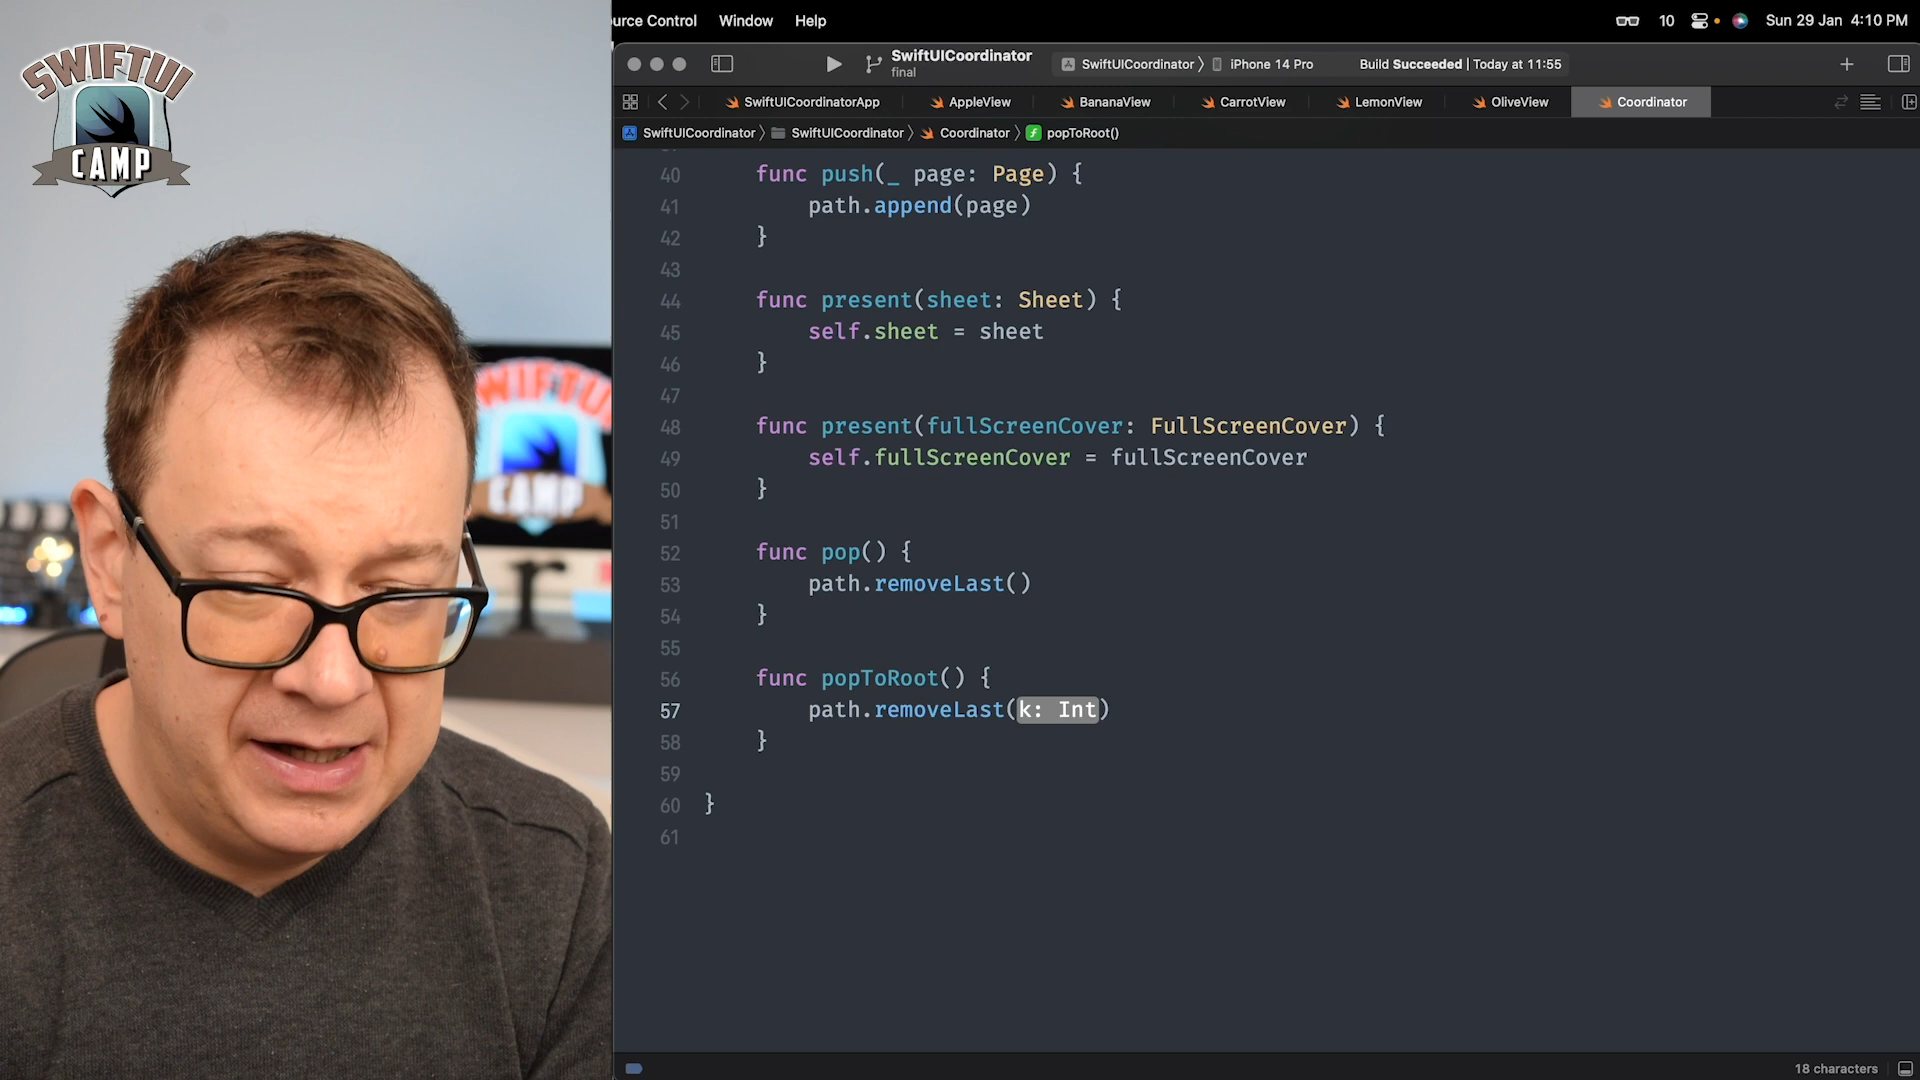 SWIFTUI
CAMP
SWIFTU
CAMP
urce Control Window Help
10 Sun 29 Jan 4:10 PM
SwiftUICoordinator
final
SwiftUICoordinator iPhone 14 Pro Build Succeeded | Today at 11:55
SwiftUICoordinatorApp AppleView BananaView CarrotView LemonView OliveView Coordinator
SwiftUICoordinator SwiftUICoordinator Coordinator popToRoot()
40 func push(_ page: Page) {
41 path.append(page)
42 }
43
44 func present(sheet: Sheet) {
45 self.sheet = sheet
46 }
47
48 func present(fullScreenCover: FullScreenCover) {
49 self.fullScreenCover = fullScreenCover
50 }
51
52 func pop() {
53 path.removeLast()
54 }
55
56 func popToRoot() {
57 path.removeLast(k: Int)
58 }
59
60 }
61
18 characters